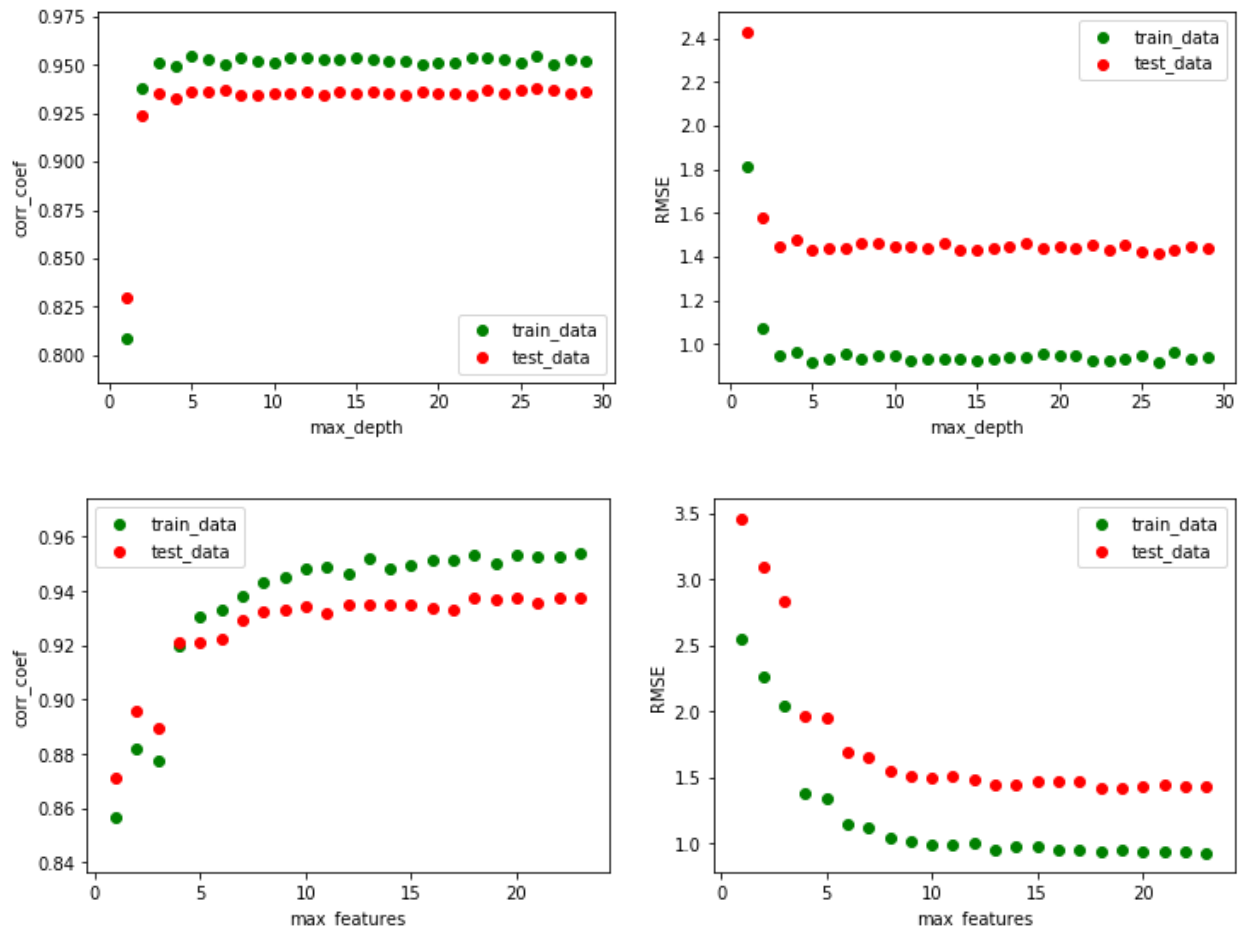 0.975
0.950
0.925
0.900
0.875
0.850
0.825
0.800
corr_coef
train_data
test_data
0 5 10 15 20 25 30
max_depth
2.4
2.2
2.0
1.8
1.6
1.4
1.2
1.0
RMSE
train_data
test_data
0 5 10 15 20 25 30
max_depth
0.96
0.94
0.92
0.90
0.88
0.86
0.84
corr_coef
train_data
test_data
0 5 10 15 20
max_features
3.5
3.0
2.5
2.0
1.5
1.0
RMSE
train_data
test_data
0 5 10 15 20
max_features